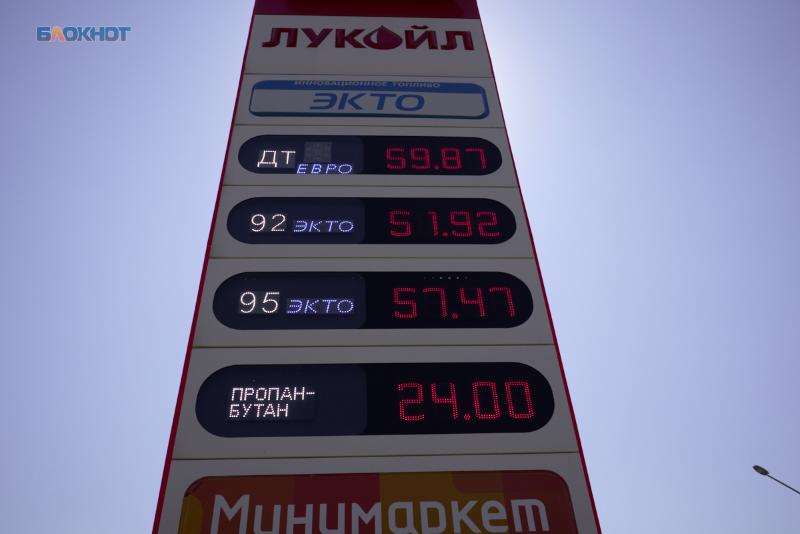 БЛОКНОТ
ЛУКОЙЛ
ИННОВАЦИОННОЕ ТОПЛИВО
ЭКТО
ДТ ЕВРО 59.87
92 ЭКТО 51.92
95 ЭКТО 57.47
ПРОПАН-
БУТАН 24.00
Минимаркет